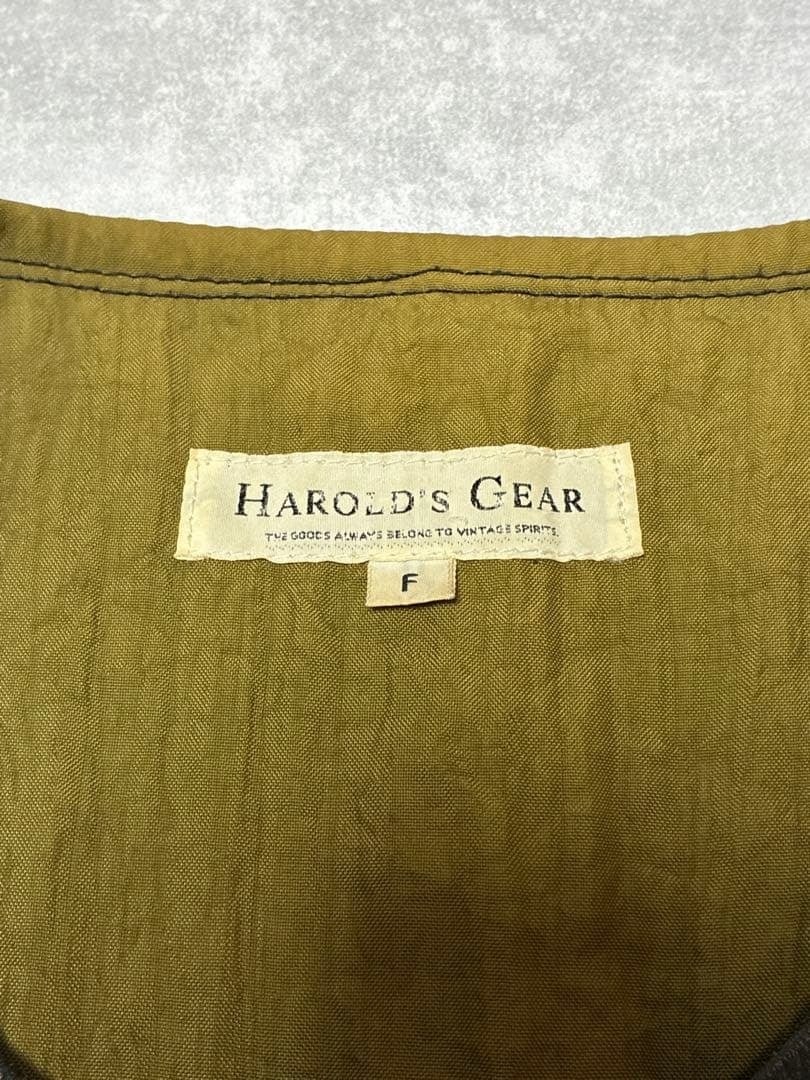 HAROLD'S GEAR
THE GOODS ALWAYS BELONG TO VINTAGE SPIRITS.
F